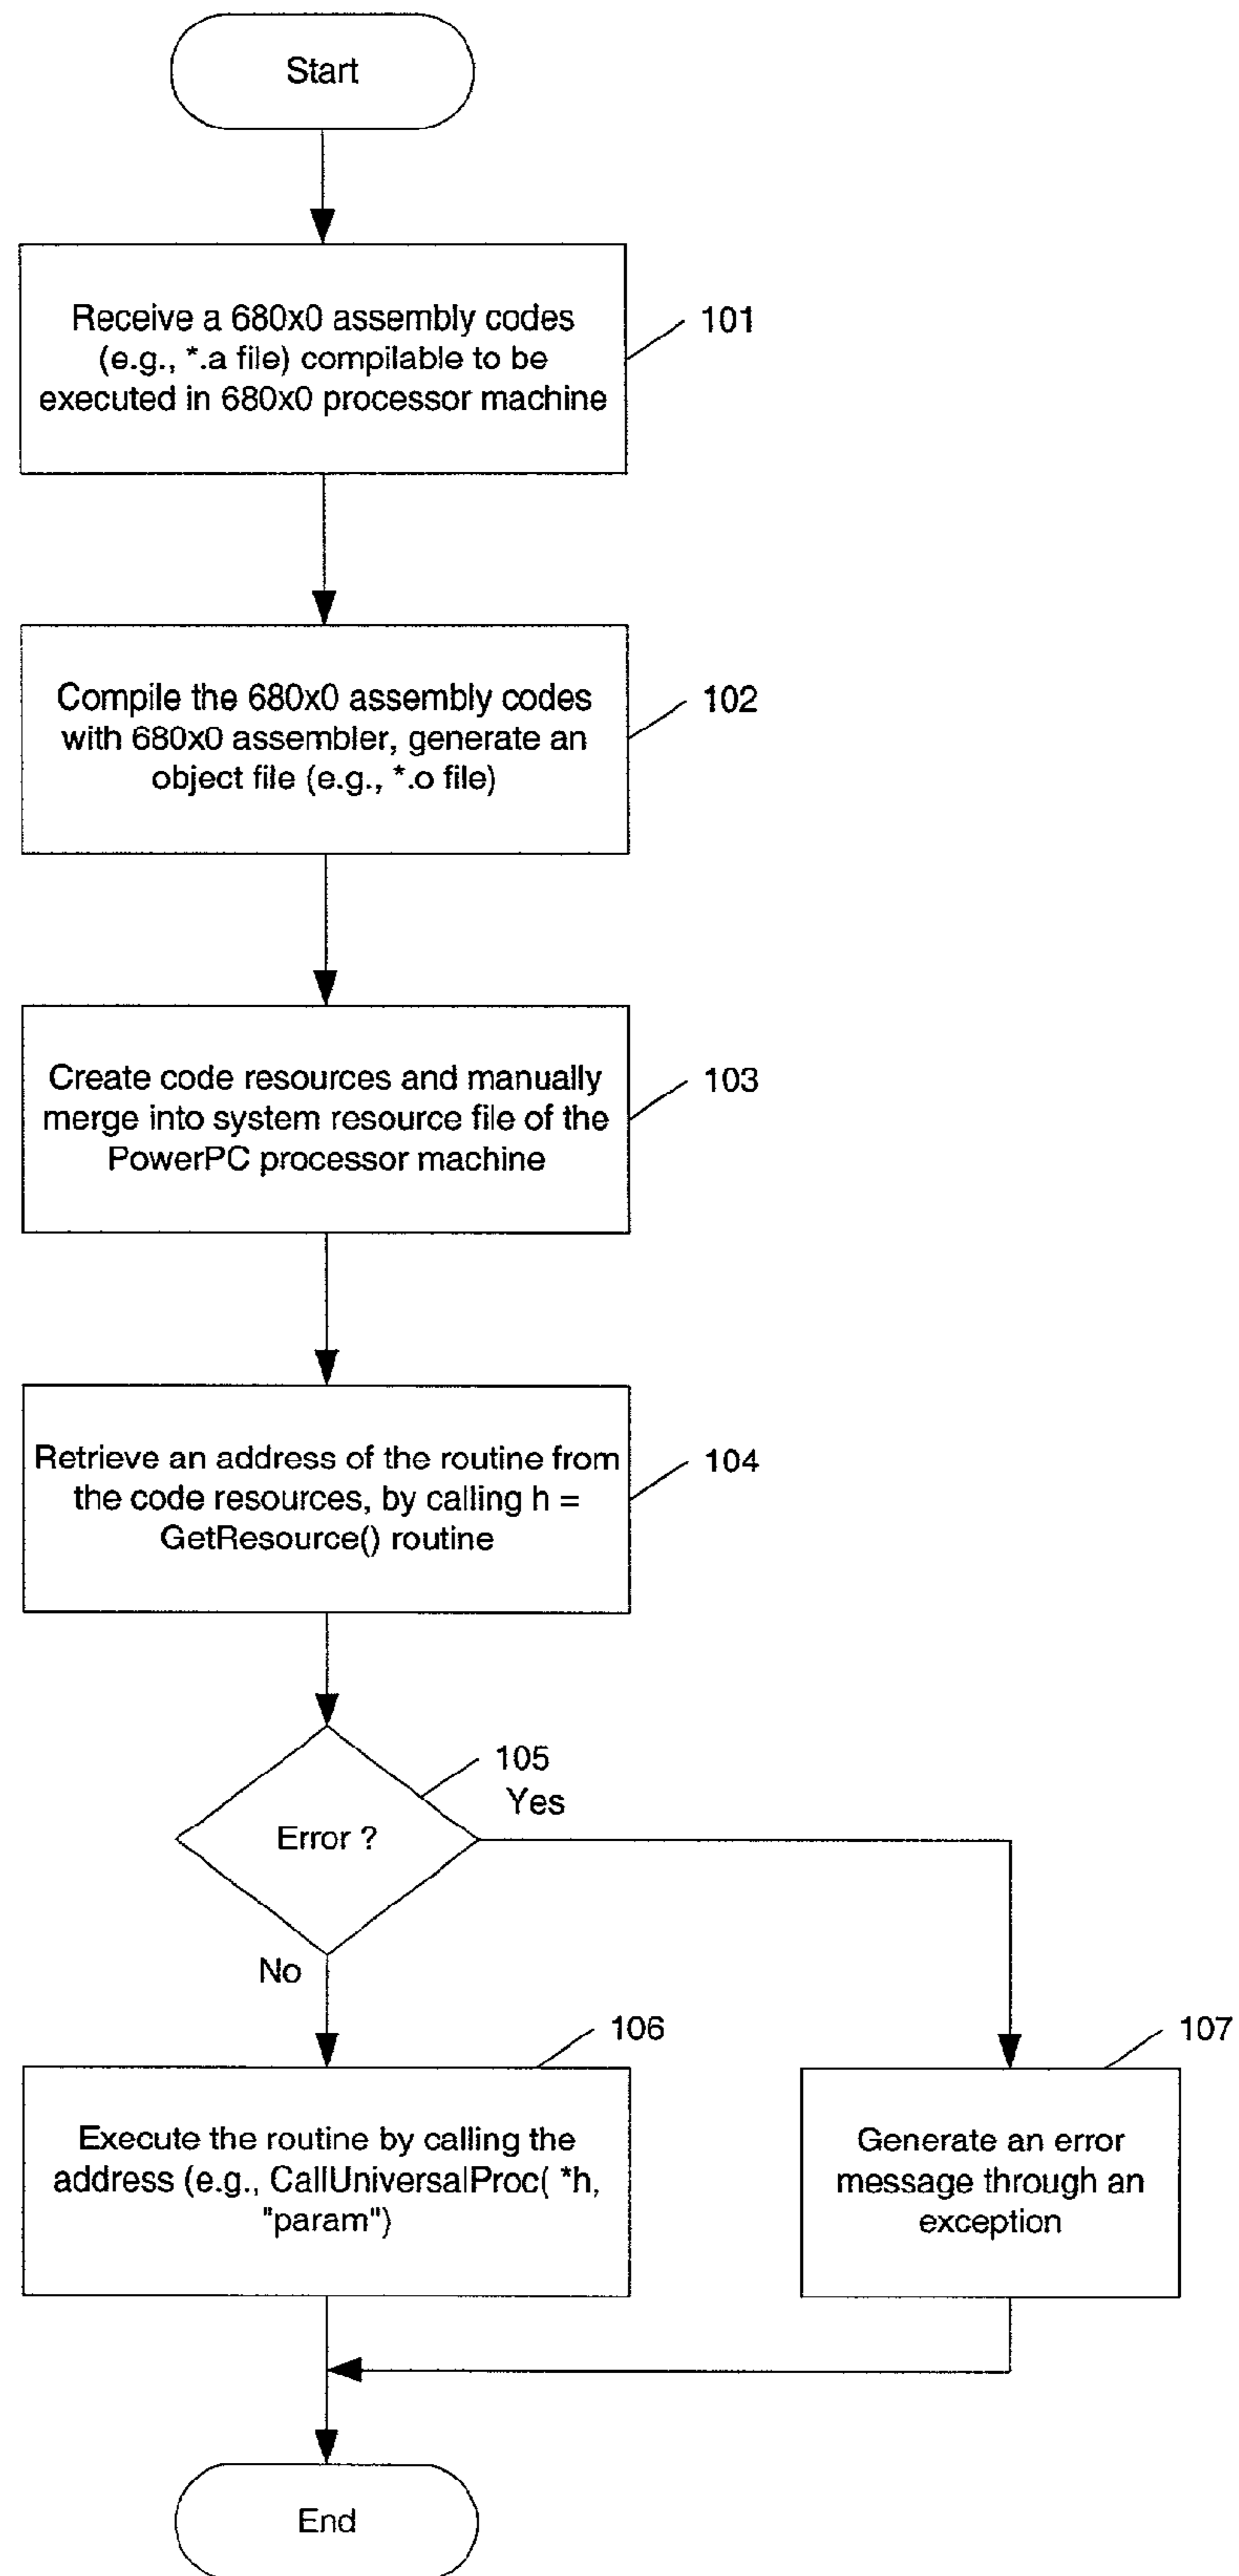 Start
Receive a 680x0 assembly codes
(e.g., *.a file) compilable to be
executed in 680x0 processor machine
101
Compile the 680x0 assembly codes
with 680x0 assembler, generate an
object file (e.g., *.o file)
102
Create code resources and manually
merge into system resource file of the
PowerPC processor machine
103
Retrieve an address of the routine from
the code resources, by calling h =
GetResource() routine
104
105
Yes
Error ?
No
106
Execute the routine by calling the
address (e.g., CallUniversalProc( *h,
"param")
107
Generate an error
message through an
exception
End